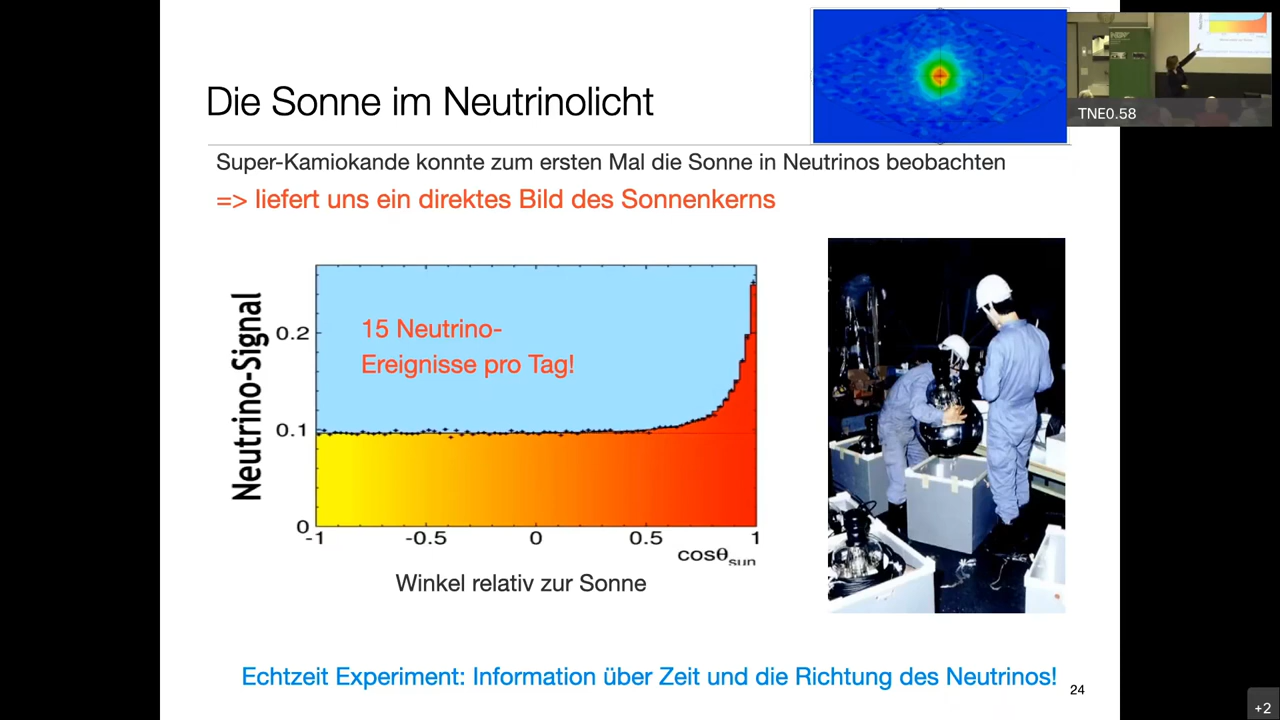 Die Sonne im Neutrinolicht
TNE0.58
Super-Kamiokande konnte zum ersten Mal die Sonne in Neutrinos beobachten
=> liefert uns ein direktes Bild des Sonnenkerns
Neutrino-Signal
15 Neutrino-
Ereignisse pro Tag!
0.2
0.1
0
-1 -0.5 0 0.5 1
cosθsun
Winkel relativ zur Sonne
Echtzeit Experiment: Information über Zeit und die Richtung des Neutrinos!
24
+2